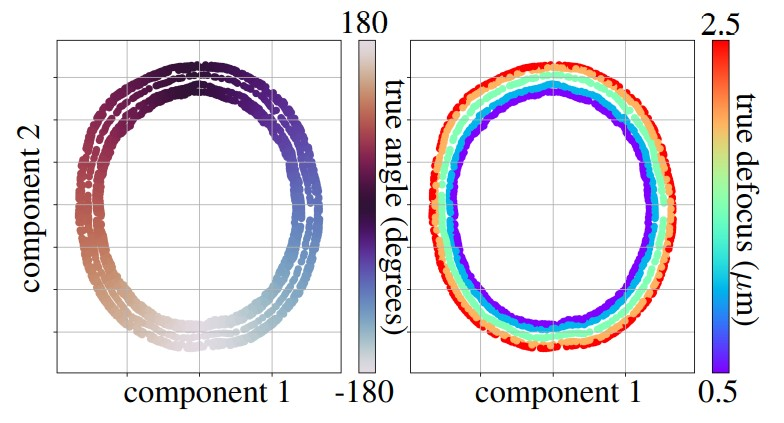 180
2.5
component 2
true angle (degrees)
true defocus (μm)
component 1
-180
component 1
0.5